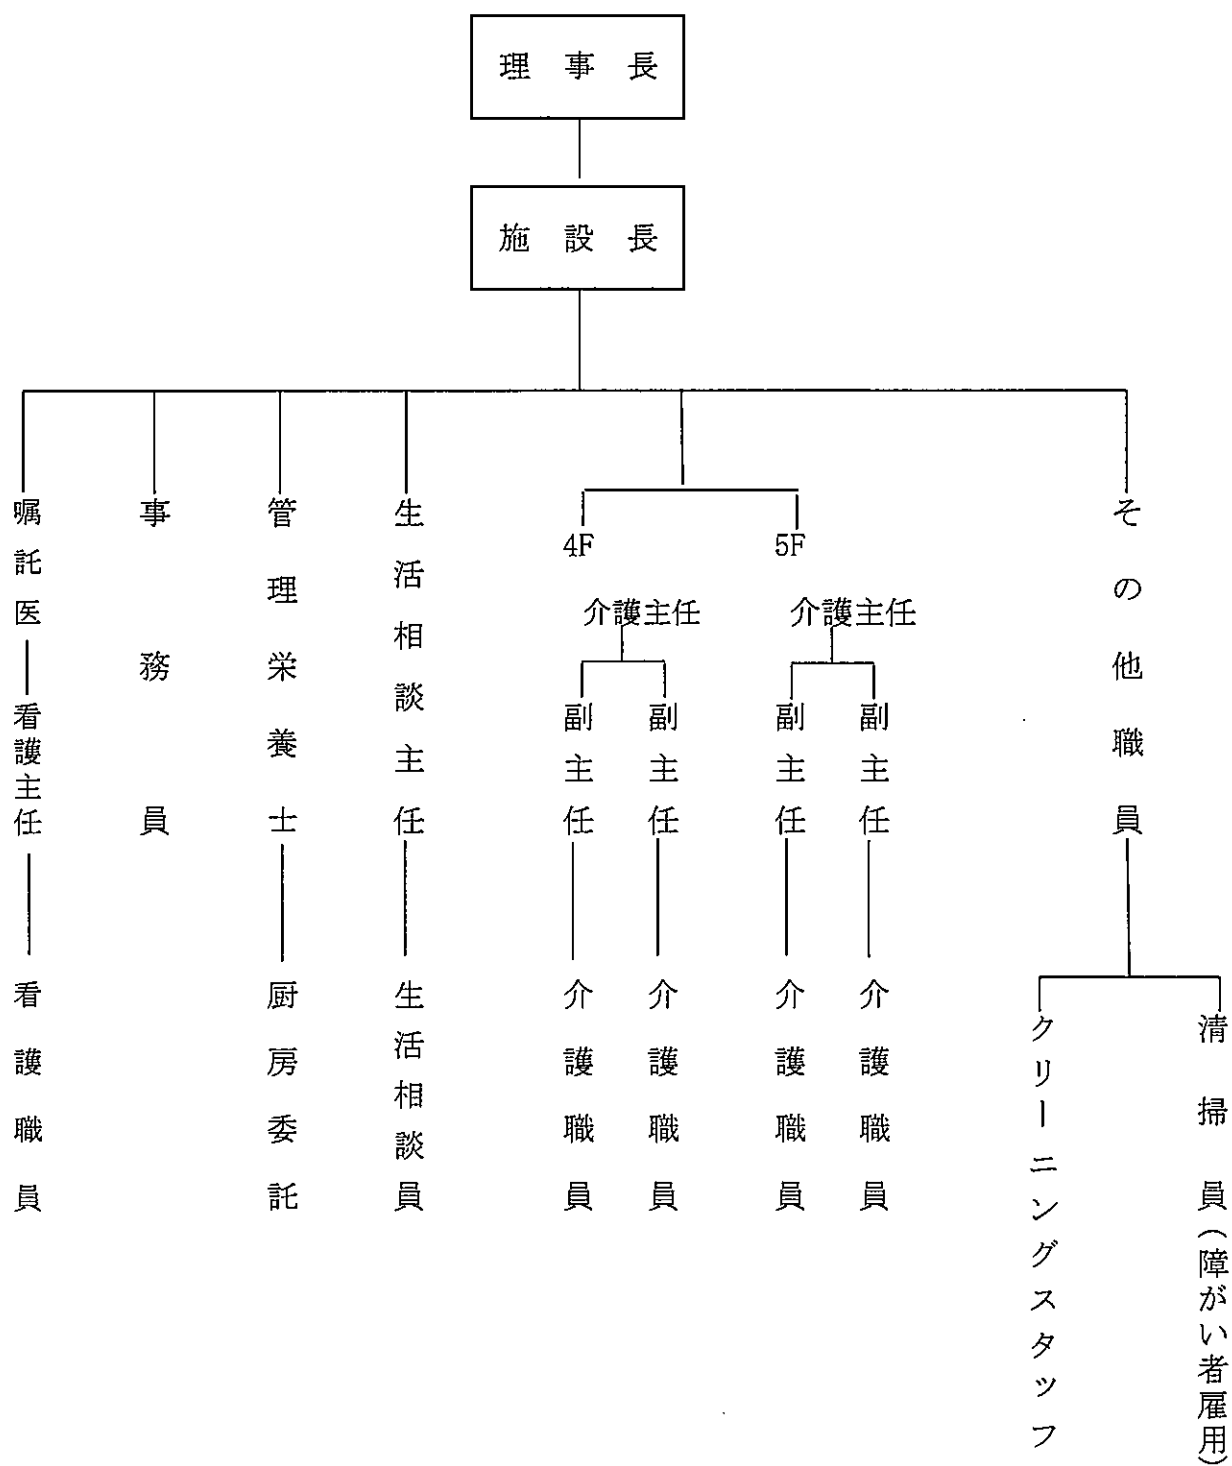 理事長
施設長
嘱託医
看護主任
看護職員
事務員
管理栄養士
厨房委託
生活相談主任
生活相談員
4F
介護主任
副主任
介護職員
副主任
介護職員
5F
介護主任
副主任
介護職員
副主任
介護職員
その他職員
クリーニングスタッフ
清掃員(障がい者雇用)